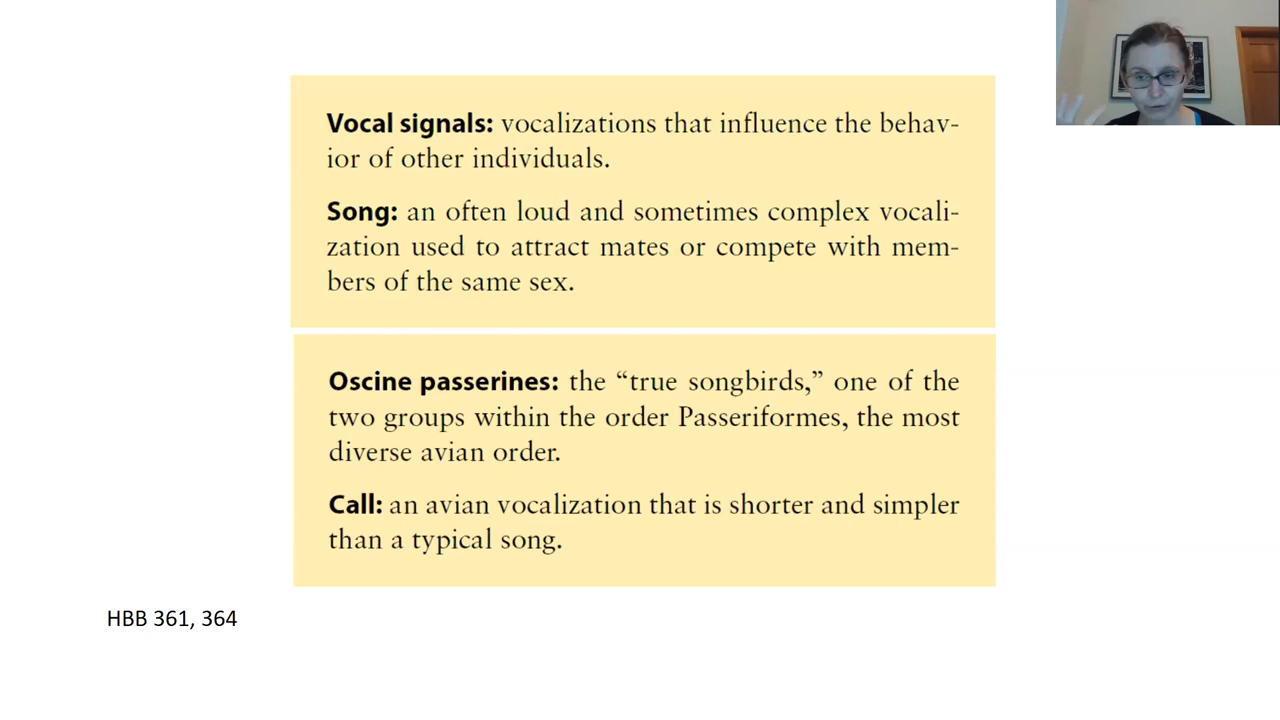 Vocal signals: vocalizations that influence the behav-
ior of other individuals.
Song: an often loud and sometimes complex vocali-
zation used to attract mates or compete with mem-
bers of the same sex.
Oscine passerines: the “true songbirds,” one of the
two groups within the order Passeriformes, the most
diverse avian order.
Call: an avian vocalization that is shorter and simpler
than a typical song.
HBB 361, 364